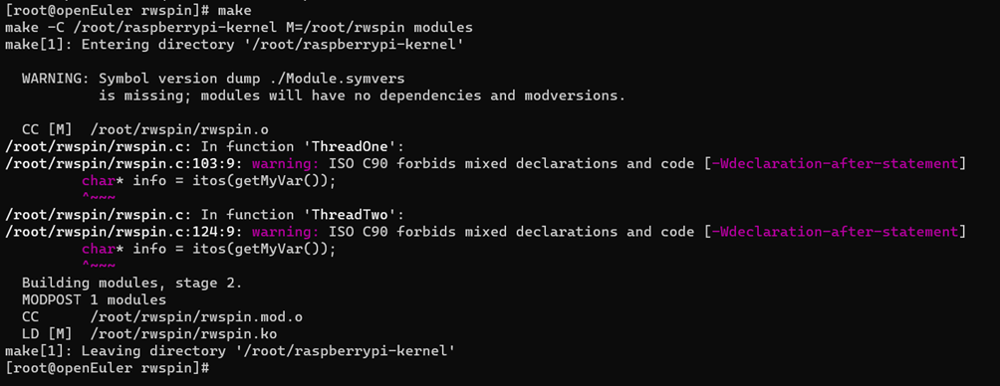 [root@openEuler rwspin]# make
make -C /root/raspberrypi-kernel M=/root/rwspin modules
make[1]: Entering directory '/root/raspberrypi-kernel'
WARNING: Symbol version dump ./Module.symvers
is missing; modules will have no dependencies and modversions.
CC [M]  /root/rwspin/rwspin.o
/root/rwspin/rwspin.c: In function 'ThreadOne':
/root/rwspin/rwspin.c:103:9: warning: ISO C90 forbids mixed declarations and code [-Wdeclaration-after-statement]
char* info = itos(getMyVar());
^~~~
/root/rwspin/rwspin.c: In function 'ThreadTwo':
/root/rwspin/rwspin.c:124:9: warning: ISO C90 forbids mixed declarations and code [-Wdeclaration-after-statement]
char* info = itos(getMyVar());
^~~~
Building modules, stage 2.
MODPOST 1 modules
CC      /root/rwspin/rwspin.mod.o
LD [M]  /root/rwspin/rwspin.ko
make[1]: Leaving directory '/root/raspberrypi-kernel'
[root@openEuler rwspin]#